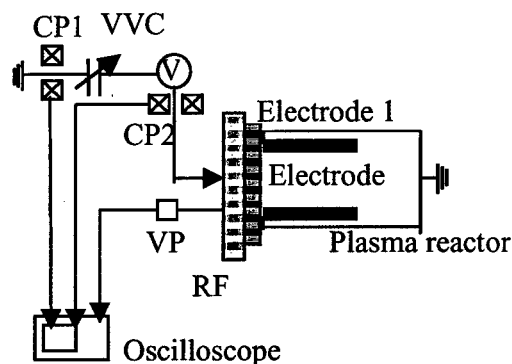 CP1
VVC
V
CP2
Electrode 1
Electrode
VP
Plasma reactor
RF
Oscilloscope